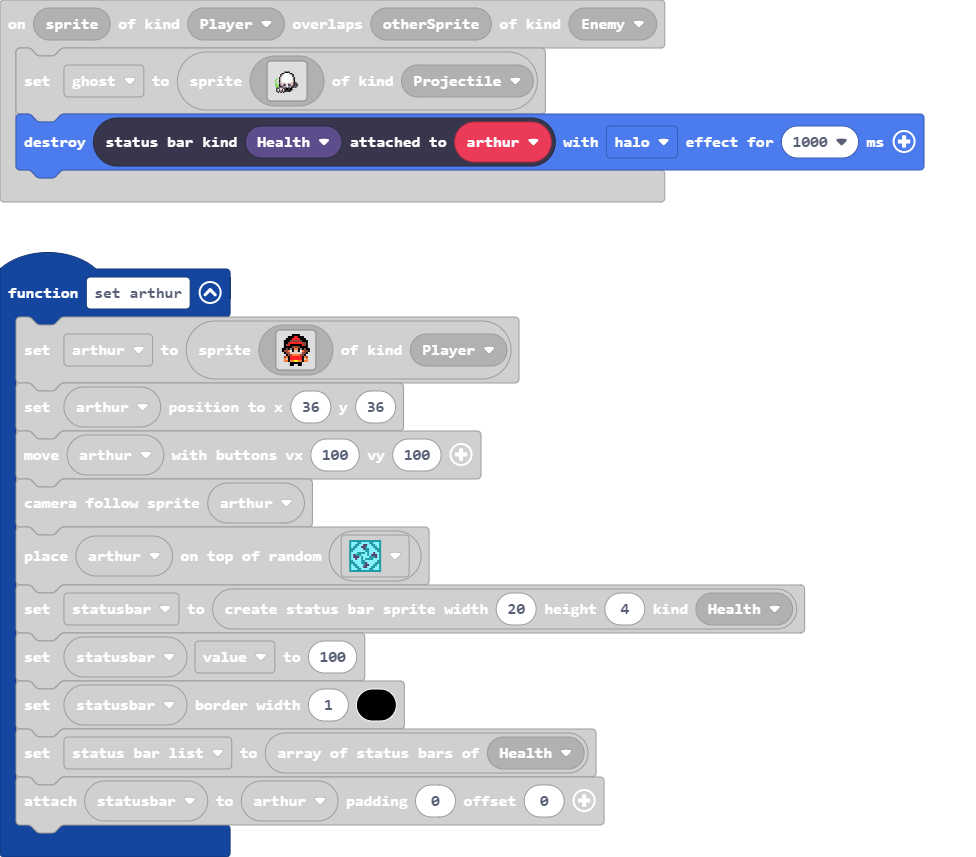 on sprite of kind Player overlaps otherSprite of kind Enemy
set ghost to sprite of kind Projectile
destroy status bar kind Health attached to arthur with halo effect for 1000 ms
function set arthur
set arthur to sprite of kind Player
set arthur position to x 36 y 36
move arthur with buttons vx 100 vy 100
camera follow sprite arthur
place arthur on top of random
set statusbar to create status bar sprite width 20 height 4 kind Health
set statusbar value to 100
set statusbar border width 1
set status bar list to array of status bars of Health
attach statusbar to arthur padding 0 offset 0